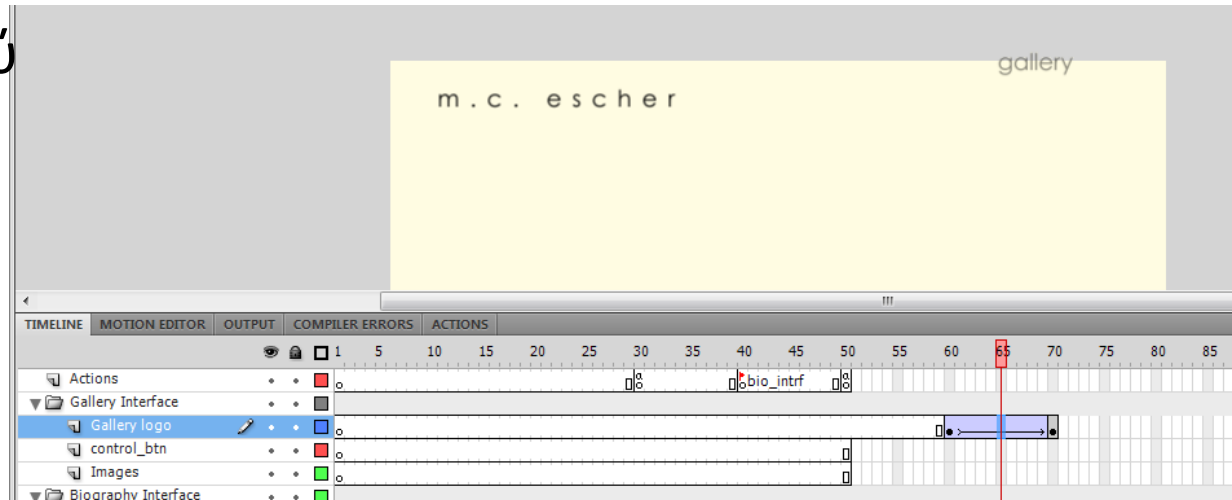 ύ
gallery
m.c. escher
TIMELINE MOTION EDITOR OUTPUT COMPILER ERRORS ACTIONS
1 5 10 15 20 25 30 35 40 45 50 55 60 65 70 75 80 85
Actions a bio_intrf a
Gallery Interface
Gallery logo
control_btn
Images
Biography Interface